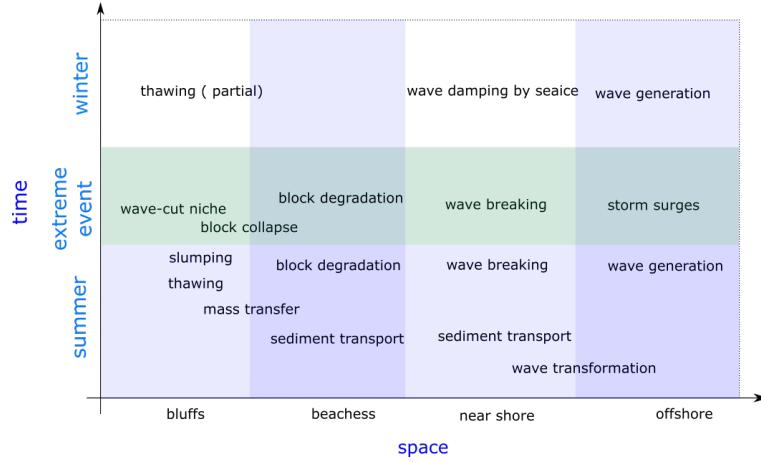 winter
thawing ( partial)
wave damping by seaice
wave generation
time
extreme
event
wave-cut niche
block collapse
block degradation
wave breaking
storm surges
summer
slumping
thawing
mass transfer
block degradation
sediment transport
wave breaking
sediment transport
wave transformation
wave generation
bluffs
beachess
near shore
offshore
space